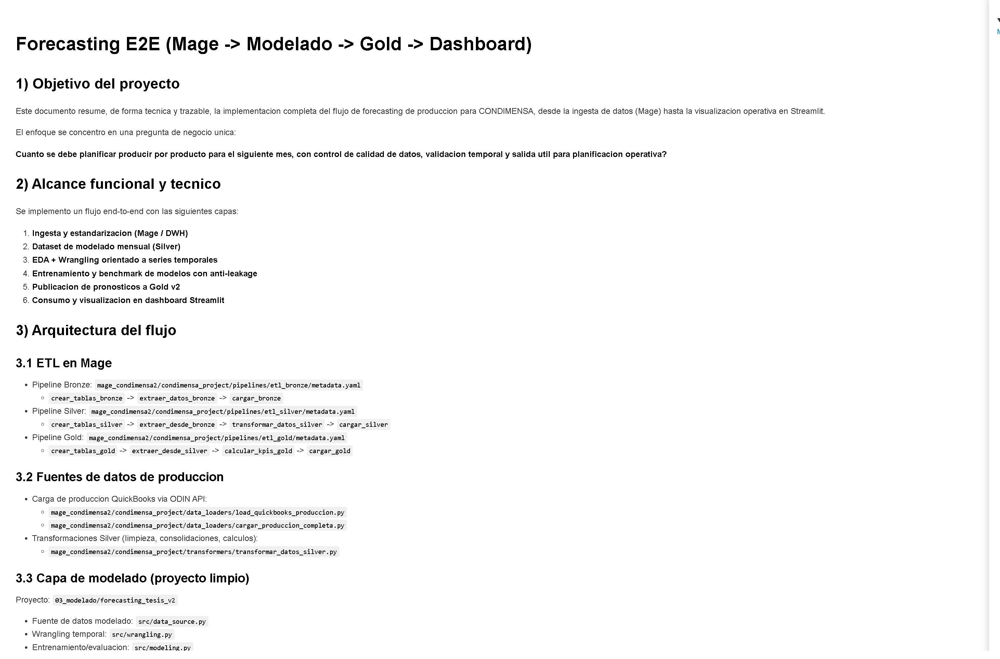 Forecasting E2E (Mage -> Modelado -> Gold -> Dashboard)
1) Objetivo del proyecto
Este documento resume, de forma tecnica y trazable, la implementacion completa del flujo de forecasting de produccion para CONDIMENSA, desde la ingesta de datos (Mage) hasta la visualizacion operativa en Streamlit.
El enfoque se concentro en una pregunta de negocio unica:
Cuanto se debe planificar producir por producto para el siguiente mes, con control de calidad de datos, validacion temporal y salida util para planificacion operativa?
2) Alcance funcional y tecnico
Se implemento un flujo end-to-end con las siguientes capas:
1. Ingesta y estandarizacion (Mage / DWH)
2. Dataset de modelado mensual (Silver)
3. EDA + Wrangling orientado a series temporales
4. Entrenamiento y benchmark de modelos con anti-leakage
5. Publicacion de pronosticos a Gold v2
6. Consumo y visualizacion en dashboard Streamlit
3) Arquitectura del flujo
3.1 ETL en Mage
• Pipeline Bronze: mage_condimensa2/condimensa_project/pipelines/etl_bronze/metadata.yaml
◦ crear_tablas_bronze -> extraer_datos_bronze -> cargar_bronze
• Pipeline Silver: mage_condimensa2/condimensa_project/pipelines/etl_silver/metadata.yaml
◦ crear_tablas_silver -> extraer_desde_bronze -> transformar_datos_silver -> cargar_silver
• Pipeline Gold: mage_condimensa2/condimensa_project/pipelines/etl_gold/metadata.yaml
◦ crear_tablas_gold -> extraer_desde_silver -> calcular_kpis_gold -> cargar_gold
3.2 Fuentes de datos de produccion
• Carga de produccion QuickBooks via ODIN API:
◦ mage_condimensa2/condimensa_project/data_loaders/load_quickbooks_produccion.py
◦ mage_condimensa2/condimensa_project/data_loaders/cargar_produccion_completa.py
• Transformaciones Silver (limpieza, consolidaciones, calculos):
◦ mage_condimensa2/condimensa_project/transformers/transformar_datos_silver.py
3.3 Capa de modelado (proyecto limpio)
Proyecto: 03_modelado/forecasting_tesis_v2
• Fuente de datos modelado: src/data_source.py
• Wrangling temporal: src/wrangling.py
• Entrenamiento/evaluacion: src/modeling.py